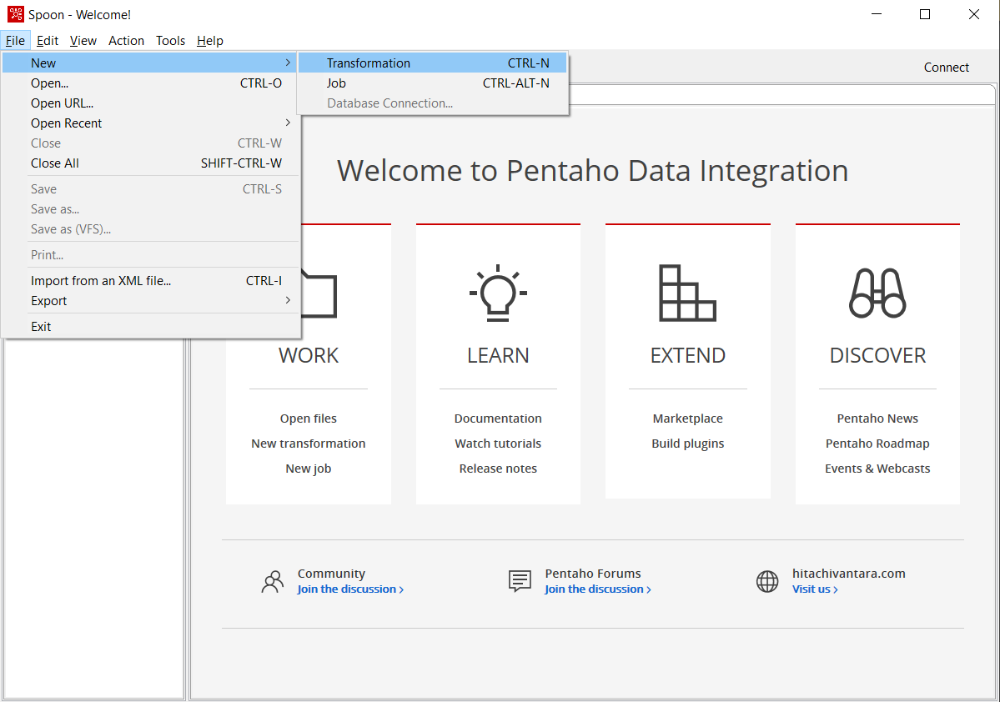 Spoon - Welcome!
File Edit View Action Tools Help
New
Open... CTRL-O
Open URL...
Open Recent
Close CTRL-W
Close All SHIFT-CTRL-W
Save CTRL-S
Save as...
Save as (VFS)...
Print...
Import from an XML file... CTRL-I
Export
Exit
Transformation CTRL-N
Job CTRL-ALT-N
Database Connection...
Connect
Welcome to Pentaho Data Integration
WORK
Open files
New transformation
New job
LEARN
Documentation
Watch tutorials
Release notes
EXTEND
Marketplace
Build plugins
DISCOVER
Pentaho News
Pentaho Roadmap
Events & Webcasts
Community
Join the discussion >
Pentaho Forums
Join the discussion >
hitachivantara.com
Visit us >